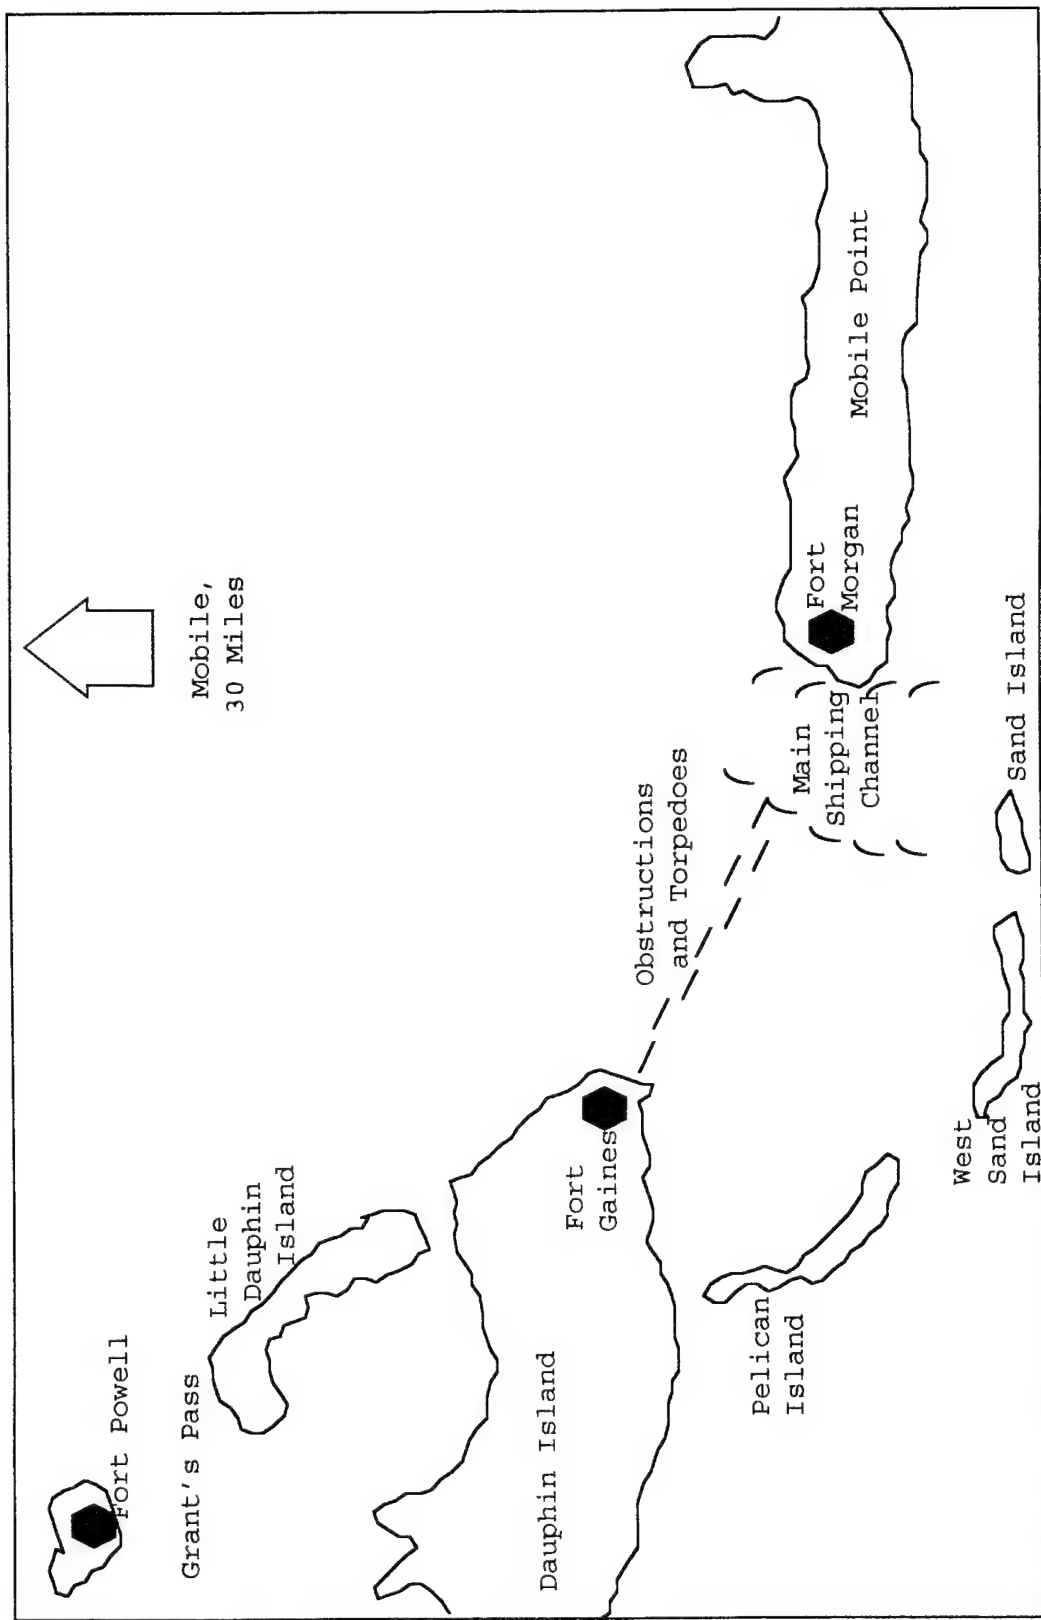 Fort Powell
Grant's Pass
Little
Dauphin
Island
Mobile,
30 Miles
Dauphin Island
Fort
Gaines
Obstructions
and Torpedoes
Pelican
Island
Main
Shipping
Channel
Fort
Morgan
Mobile Point
West
Sand
Island
Sand Island